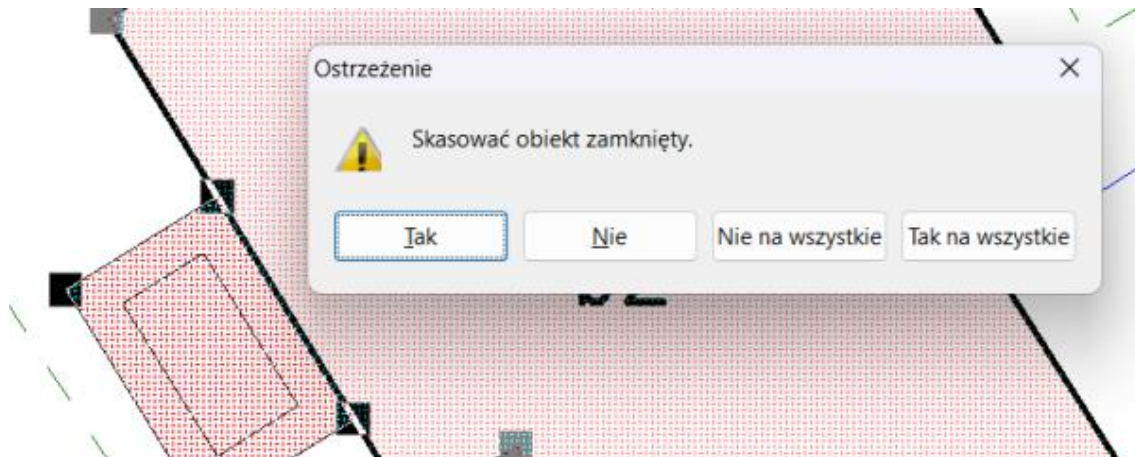 Ostrzeżenie
Skasować obiekt zamknięty.
Tak
Nie
Nie na wszystkie
Tak na wszystkie